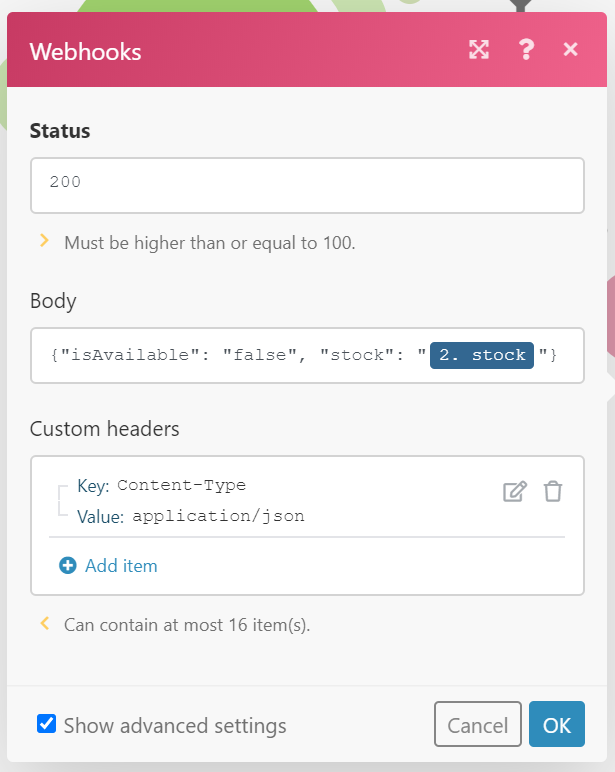 Webhooks
Status
200
Must be higher than or equal to 100.
Body
{"isAvailable": "false", "stock": "2. stock"}
Custom headers
Key: Content-Type
Value: application/json
Add item
Can contain at most 16 item(s).
Show advanced settings
Cancel
OK